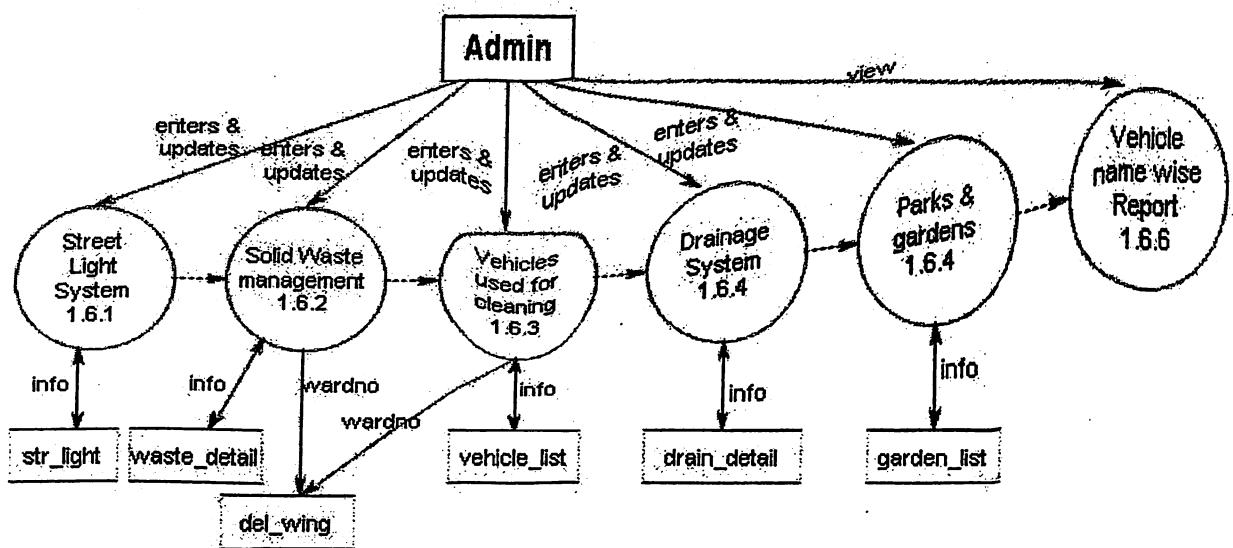 Admin
view
enters &
updates
enters &
updates
enters &
updates
enters &
updates
enters &
updates
Street
Light
System
1.6.1
Solid Waste
management
1.6.2
Vehicles
used for
cleaning
1.6.3
Drainage
System
1.6.4
Parks &
gardens
1.6.4
Vehicle
name wise
Report
1.6.6
info
info
wardno
wardno
info
info
info
str_light
waste_detail
vehicle_list
drain_detail
garden_list
del_wing